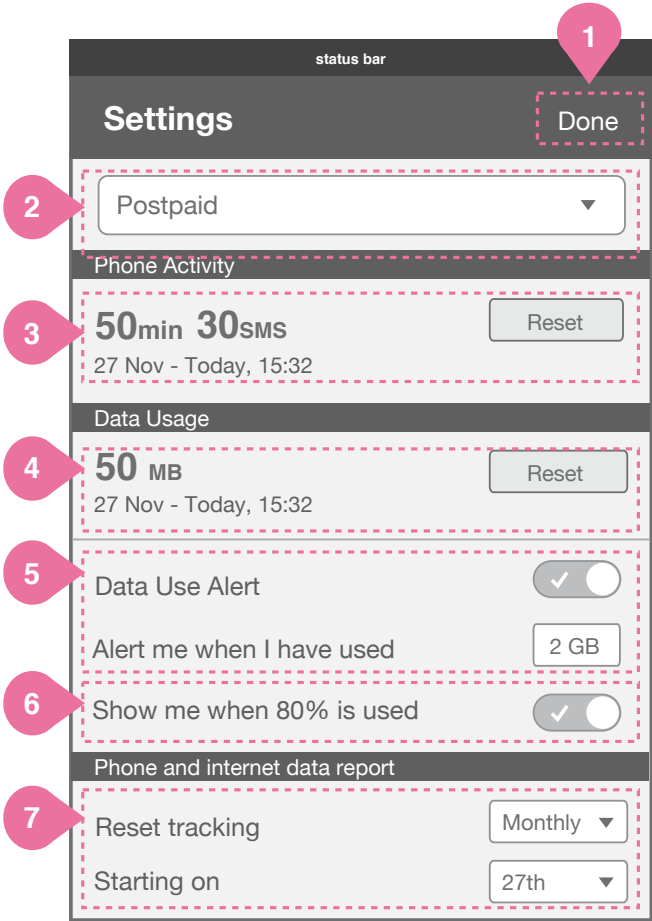 1
status bar
Settings
Done
2
Postpaid
Phone Activity
3
50min 30SMS
Reset
27 Nov - Today, 15:32
Data Usage
4
50 MB
Reset
27 Nov - Today, 15:32
5
Data Use Alert
Alert me when I have used
2 GB
6
Show me when 80% is used
Phone and internet data report
7
Reset tracking
Monthly
Starting on
27th